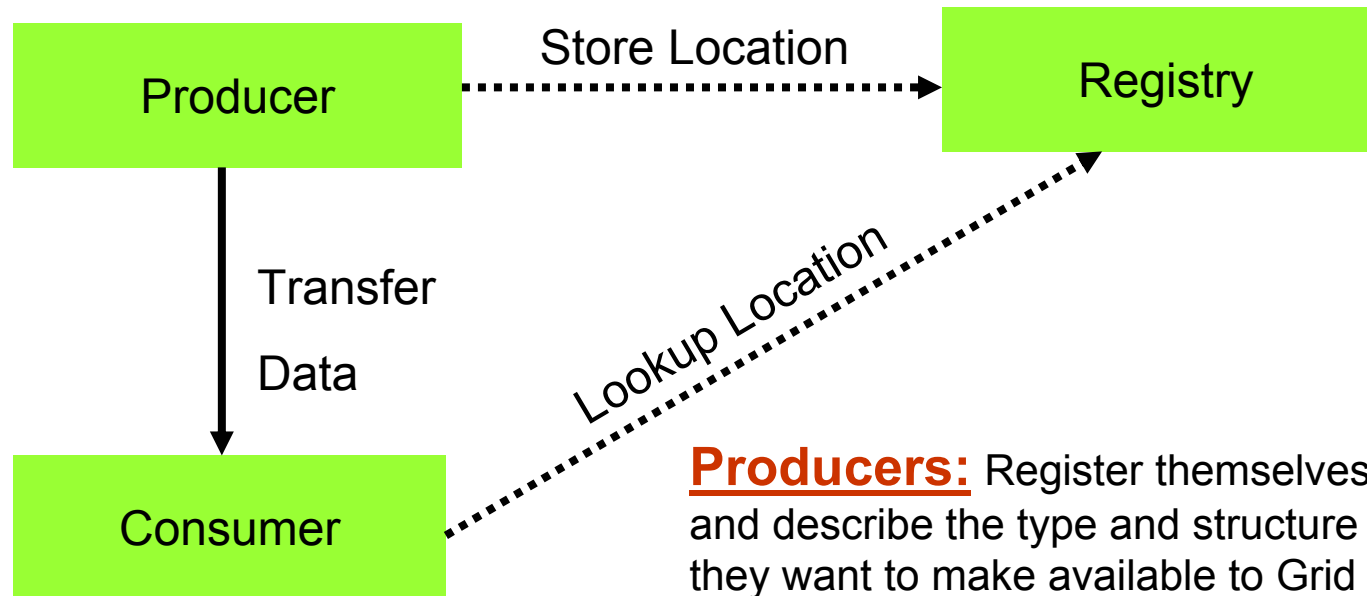 Store Location
Producer
Registry
Transfer
Data
Lookup Location
Consumer
Producers: Register themselves
and describe the type and structure
they want to make available to Grid